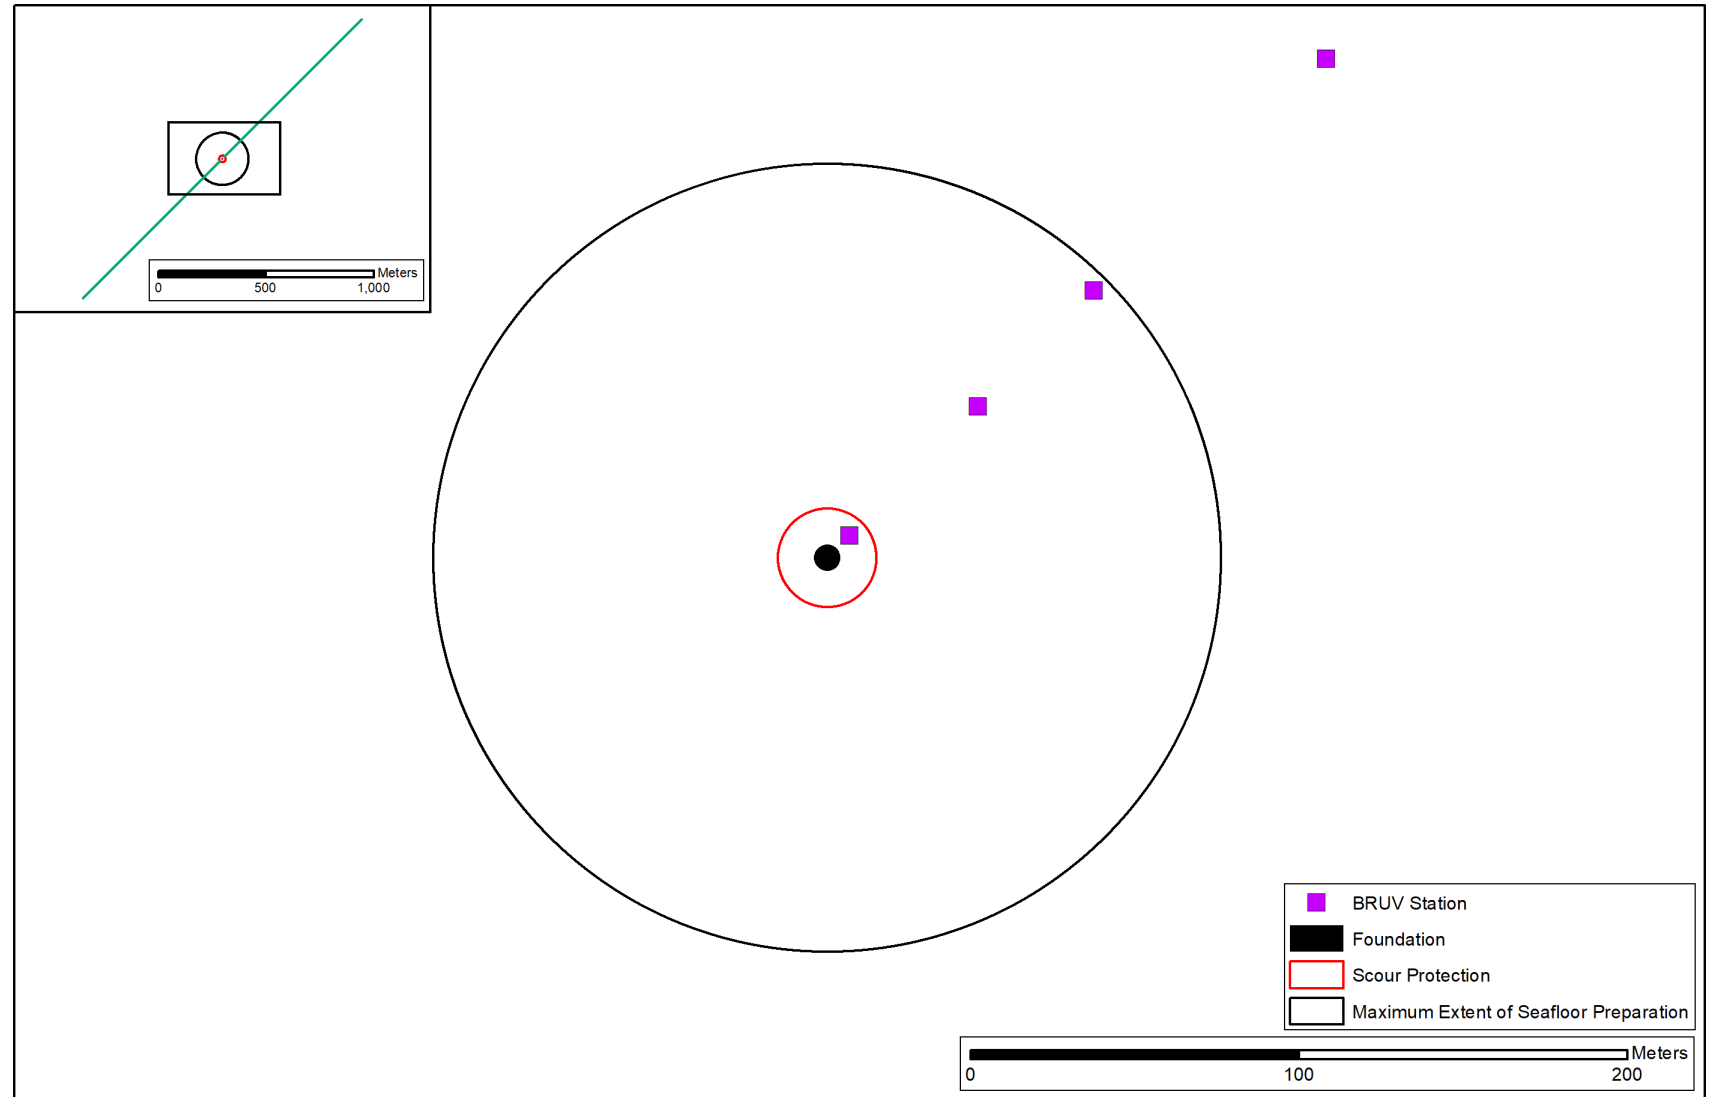 Meters
0 500 1,000
BRUV Station
Foundation
Scour Protection
Maximum Extent of Seafloor Preparation
Meters
0 100 200